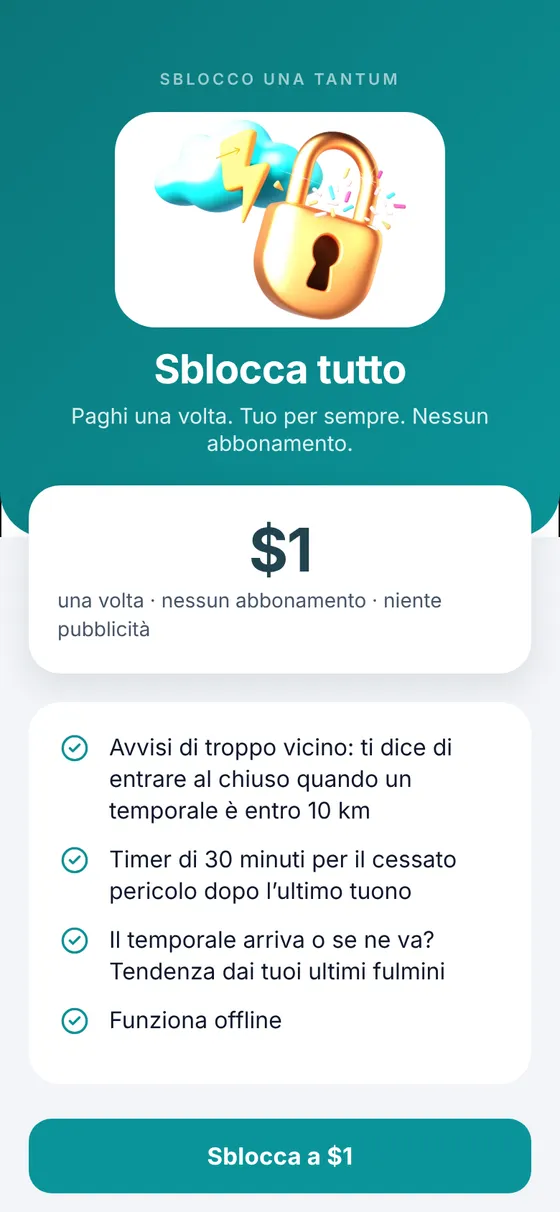 SBLOCCO UNA TANTUM
Sblocca tutto
Paghi una volta. Tuo per sempre. Nessun
abbonamento.
$1
una volta · nessun abbonamento · niente
pubblicità
Avvisi di troppo vicino: ti dice di
entrare al chiuso quando un
temporale è entro 10 km
Timer di 30 minuti per il cessato
pericolo dopo l’ultimo tuono
Il temporale arriva o se ne va?
Tendenza dai tuoi ultimi fulmini
Funziona offline
Sblocca a $1